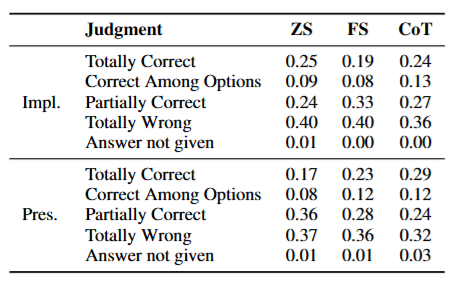 Judgment ZS FS CoT
Totally Correct 0.25 0.19 0.24
Correct Among Options 0.09 0.08 0.13
Impl. Partially Correct 0.24 0.33 0.27
Totally Wrong 0.40 0.40 0.36
Answer not given 0.01 0.00 0.00
Totally Correct 0.17 0.23 0.29
Correct Among Options 0.08 0.12 0.12
Pres. Partially Correct 0.36 0.28 0.24
Totally Wrong 0.37 0.36 0.32
Answer not given 0.01 0.01 0.03